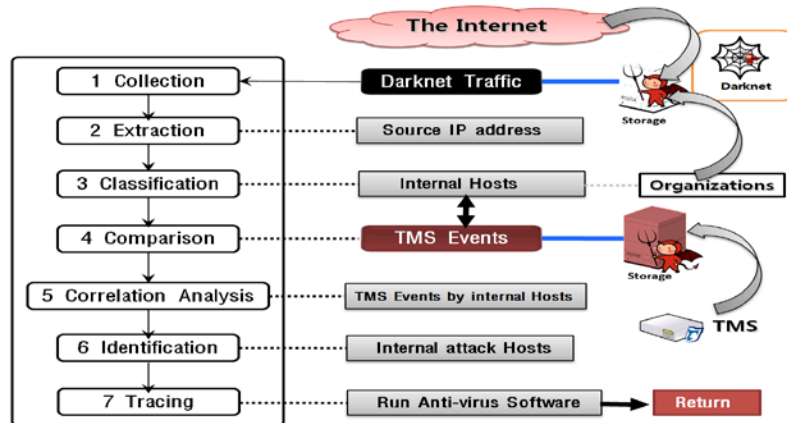 The Internet
1 Collection
Darknet Traffic
Storage
Darknet
2 Extraction
Source IP address
3 Classification
Internal Hosts
Organizations
4 Comparison
TMS Events
Storage
5 Correlation Analysis
TMS Events by internal Hosts
TMS
6 Identification
Internal attack Hosts
7 Tracing
Run Anti-virus Software
Return